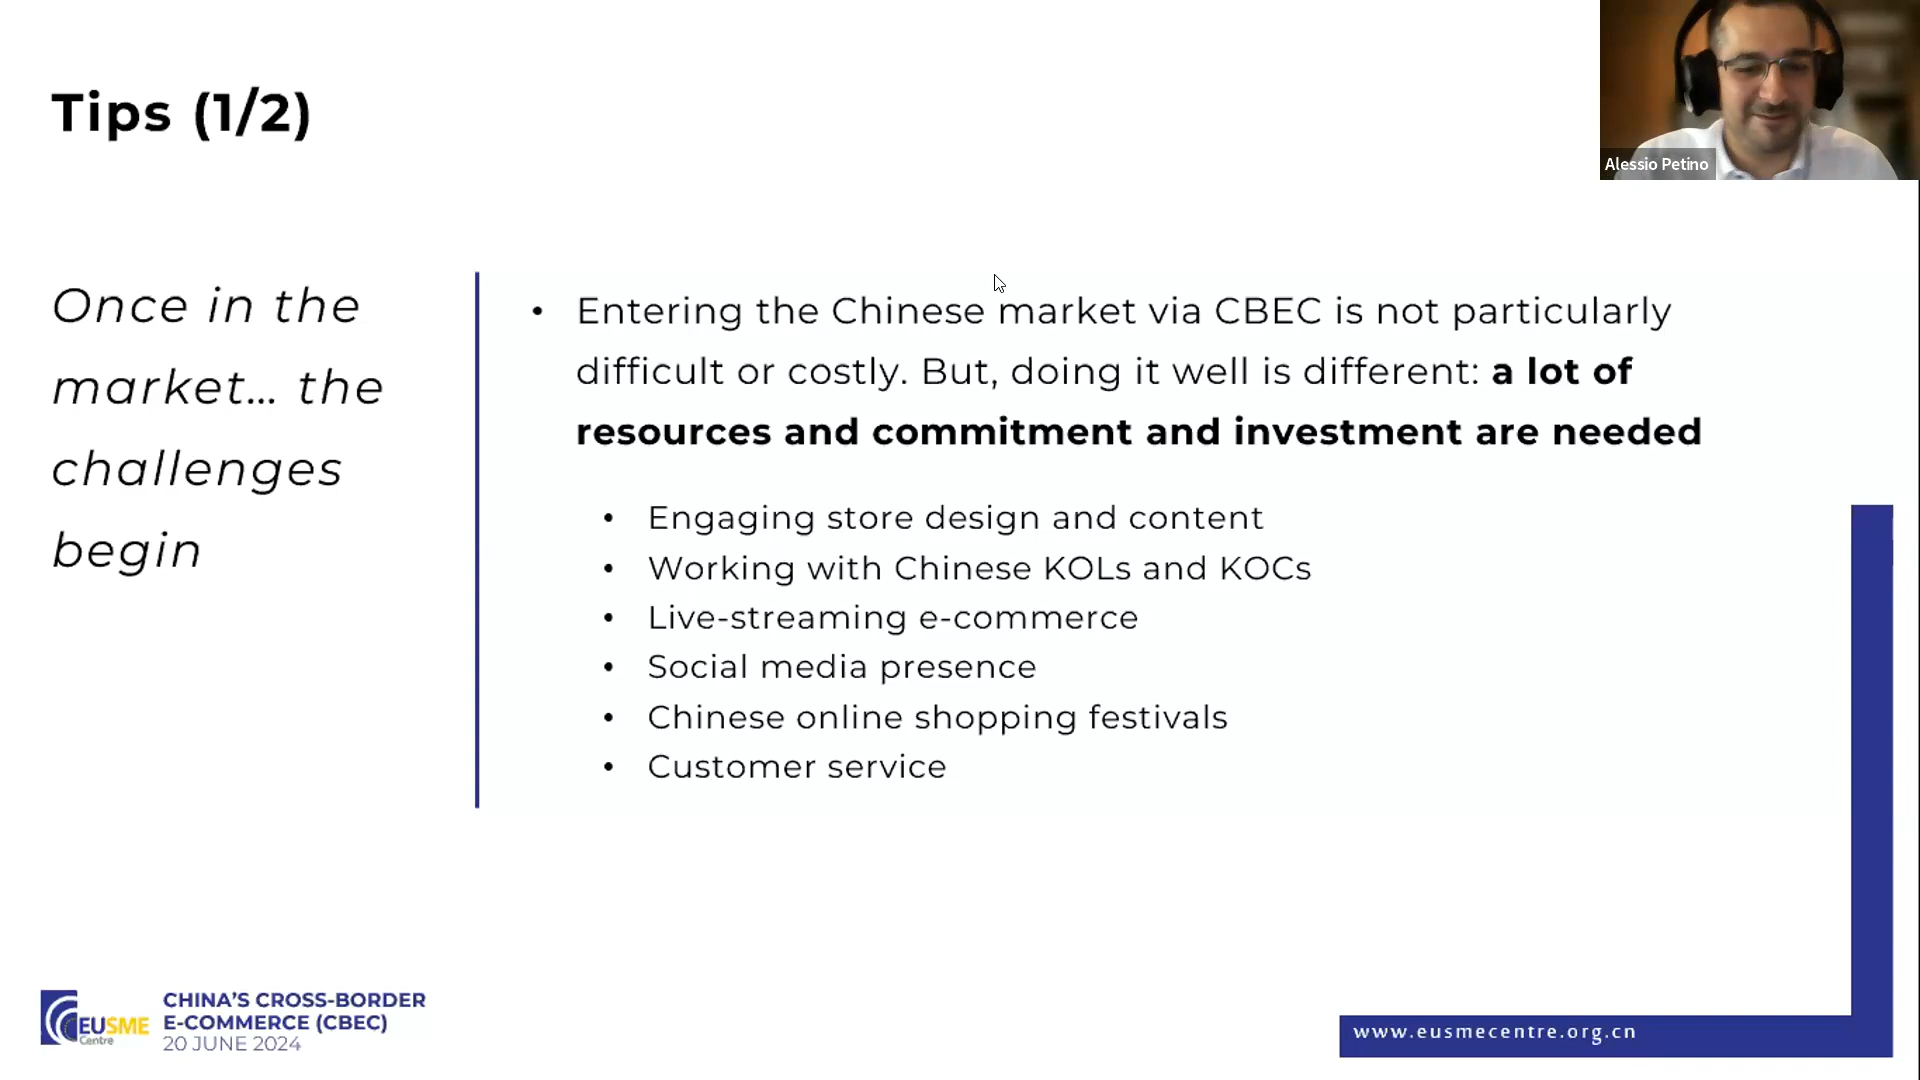 Tips (1/2)
Alessio Petino
Once in the
market... the
challenges
begin
• Entering the Chinese market via CBEC is not particularly
difficult or costly. But, doing it well is different: a lot of
resources and commitment and investment are needed
• Engaging store design and content
• Working with Chinese KOLs and KOCs
• Live-streaming e-commerce
• Social media presence
• Chinese online shopping festivals
• Customer service
EUSME
Centre
CHINA'S CROSS-BORDER
E-COMMERCE (CBEC)
20 JUNE 2024
www.eusmecentre.org.cn